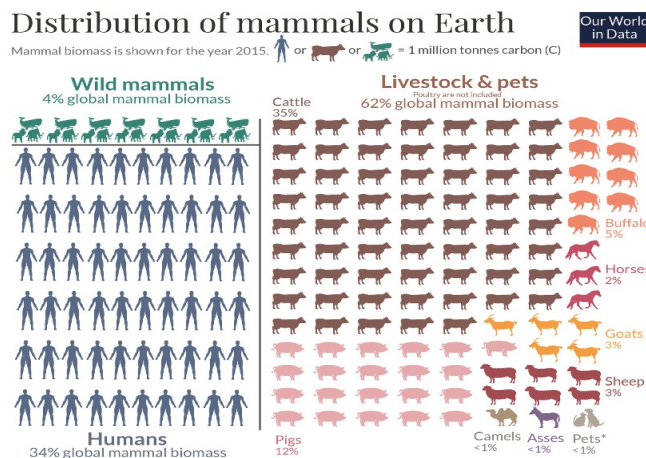 Distribution of mammals on Earth
Our World
in Data
Mammal biomass is shown for the year 2015. or or = 1 million tonnes carbon (C)
Wild mammals
4% global mammal biomass
Livestock & pets
Poultry are not included
62% global mammal biomass
Cattle
35%
Buffalo
5%
Horses
2%
Goats
3%
Sheep
3%
Humans
34% global mammal biomass
Pigs
12%
Camels
<1%
Asses
<1%
Pets*
<1%